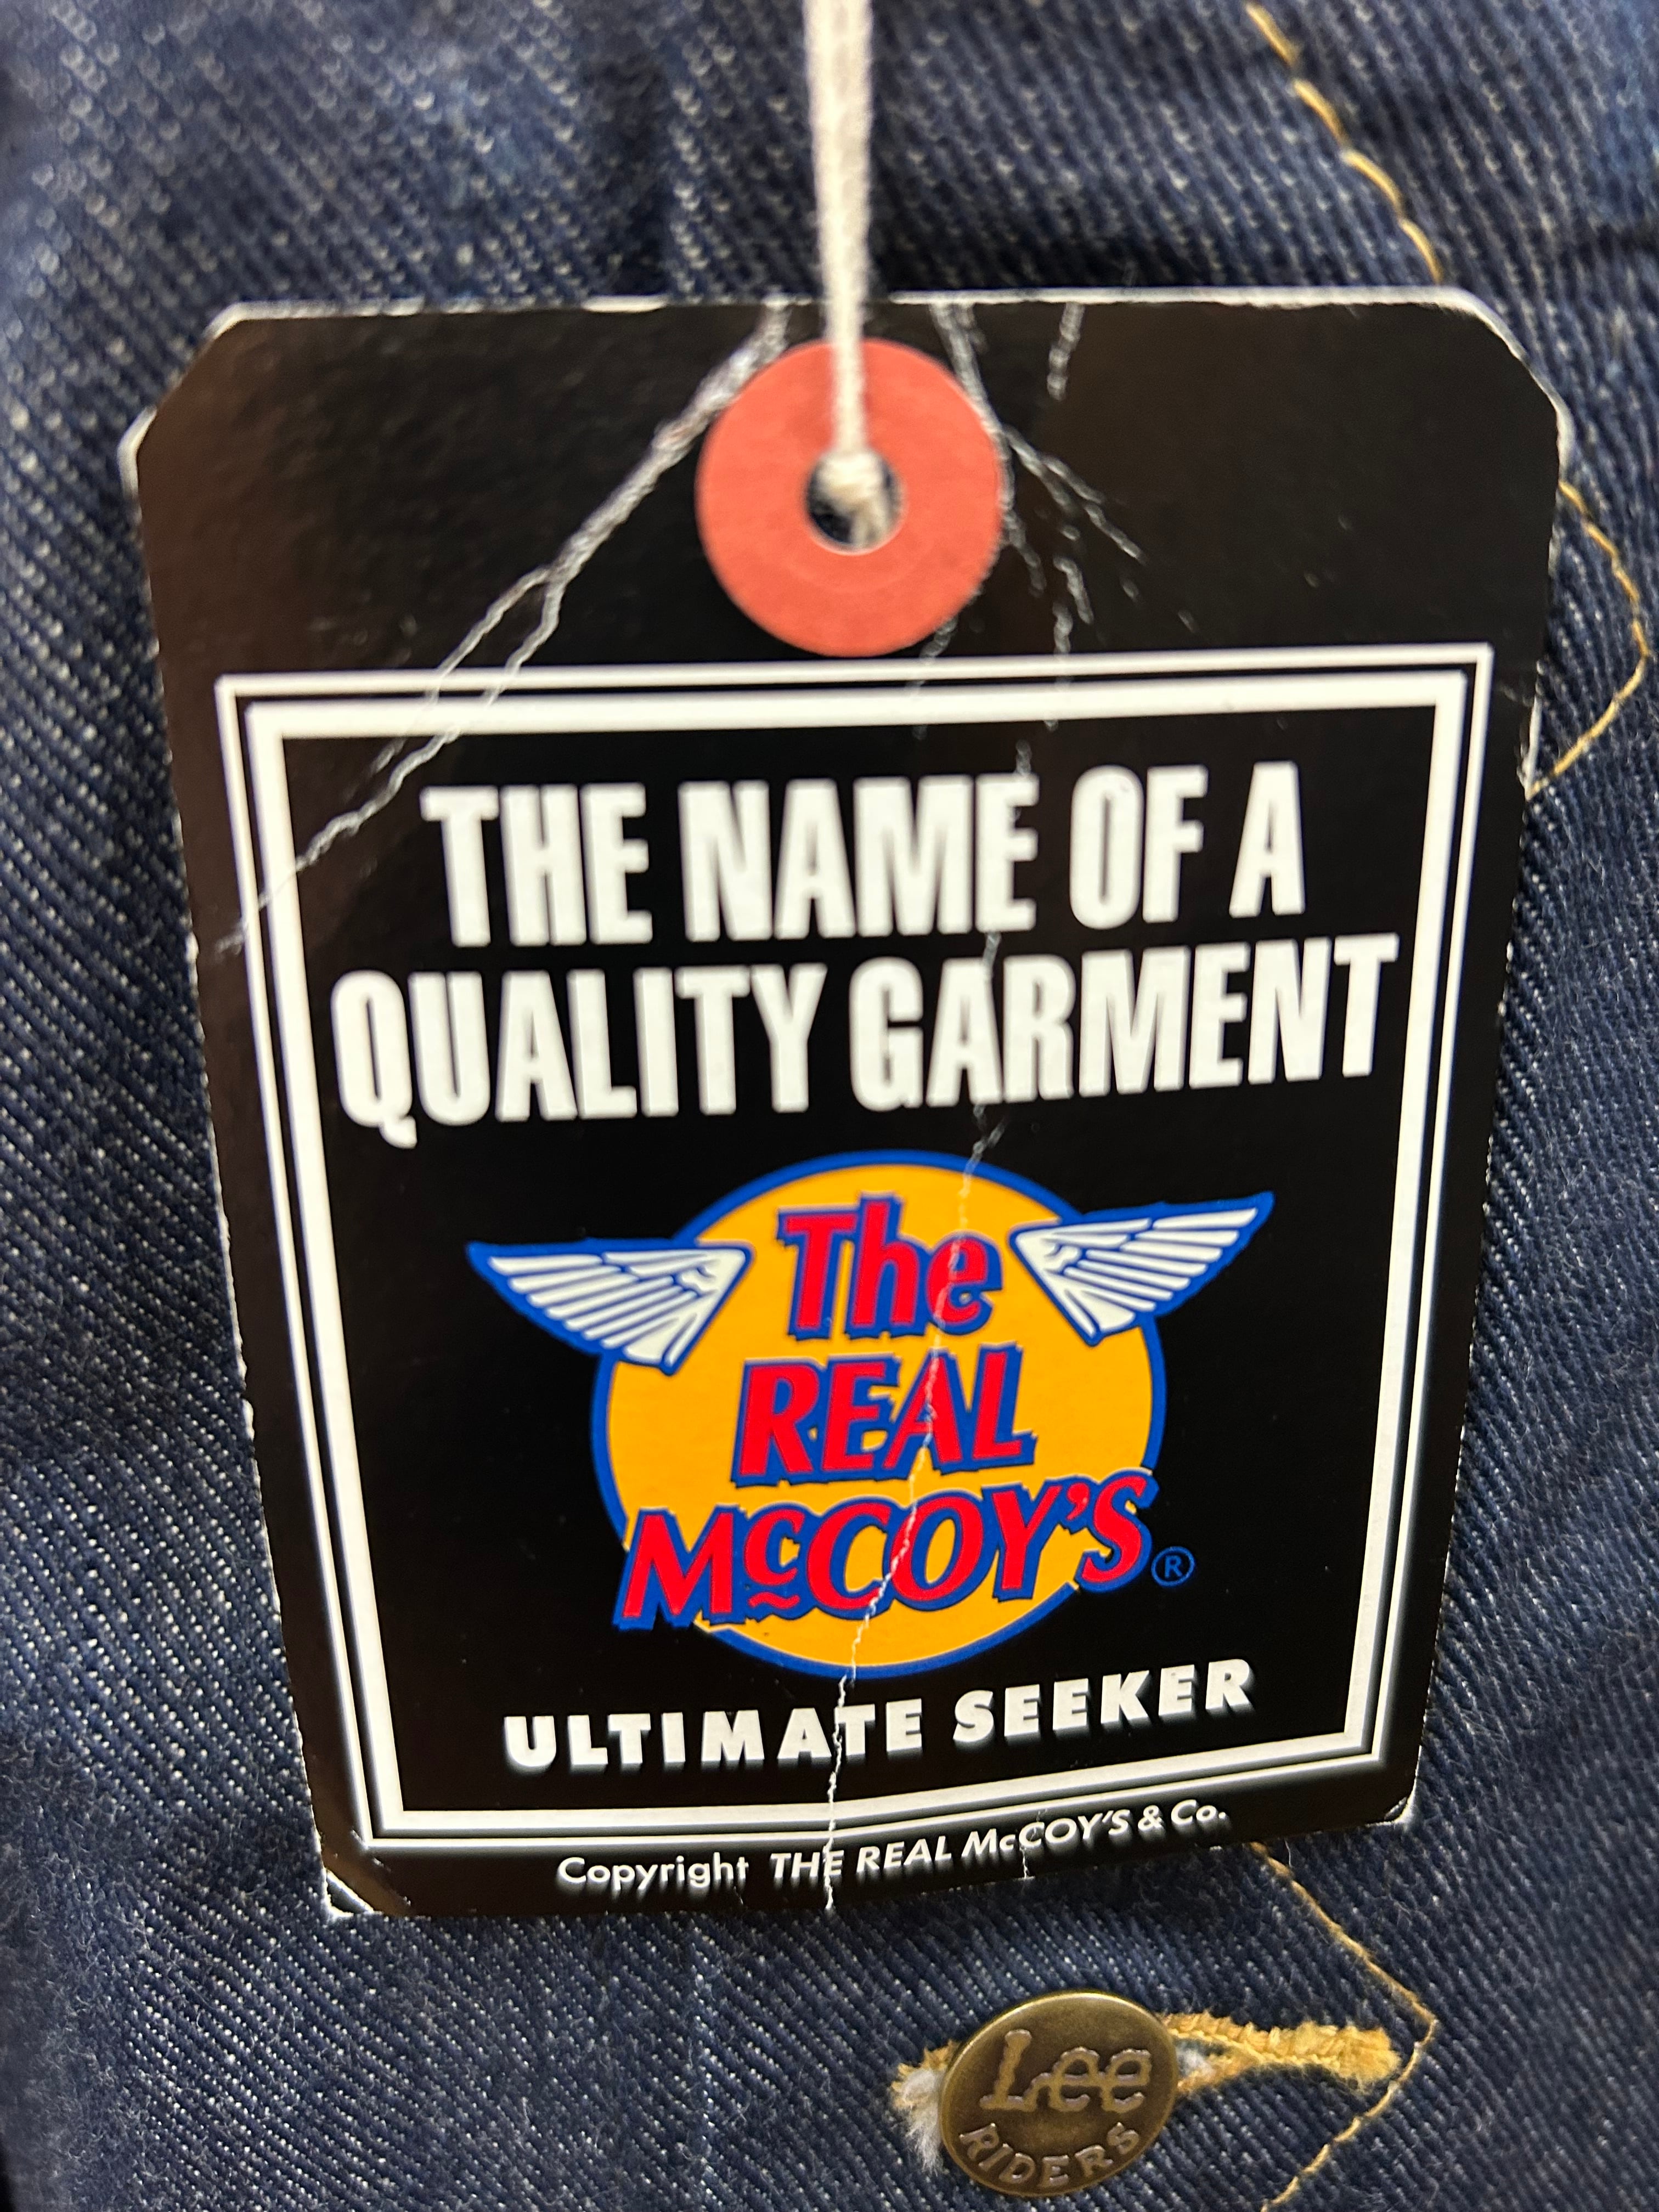 THE NAME OF A
QUALITY GARMENT
The
REAL
McCOY'S®
ULTIMATE SEEKER
Copyright THE REAL McCOY'S & Co.
Lee
RIDERS